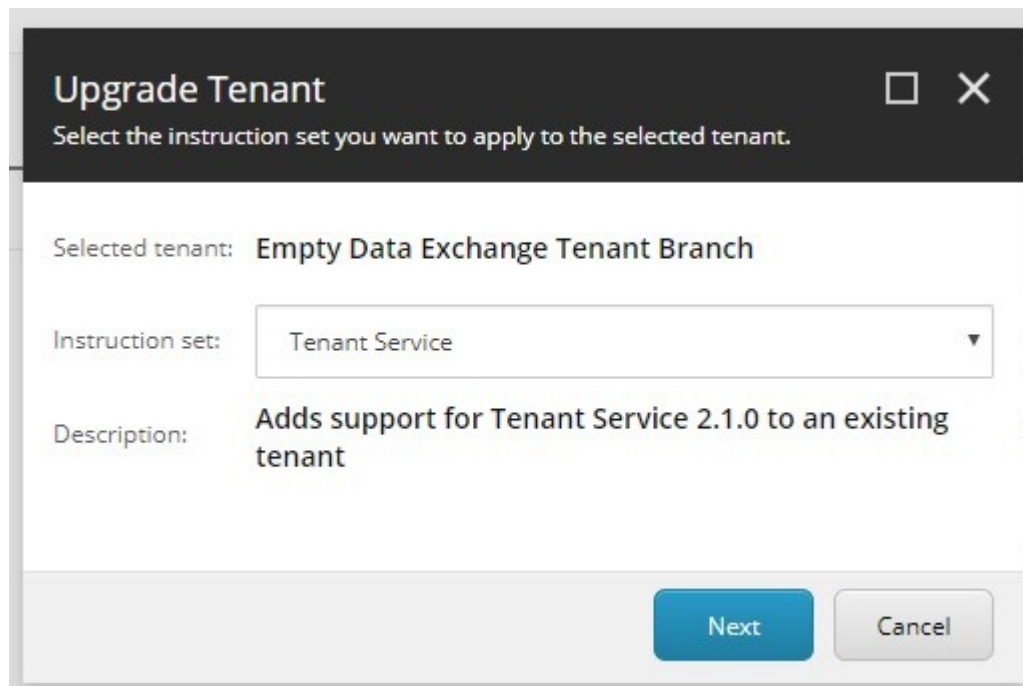 Upgrade Tenant
Select the instruction set you want to apply to the selected tenant.
Selected tenant: Empty Data Exchange Tenant Branch
Instruction set: Tenant Service
Description: Adds support for Tenant Service 2.1.0 to an existing
tenant
Next Cancel